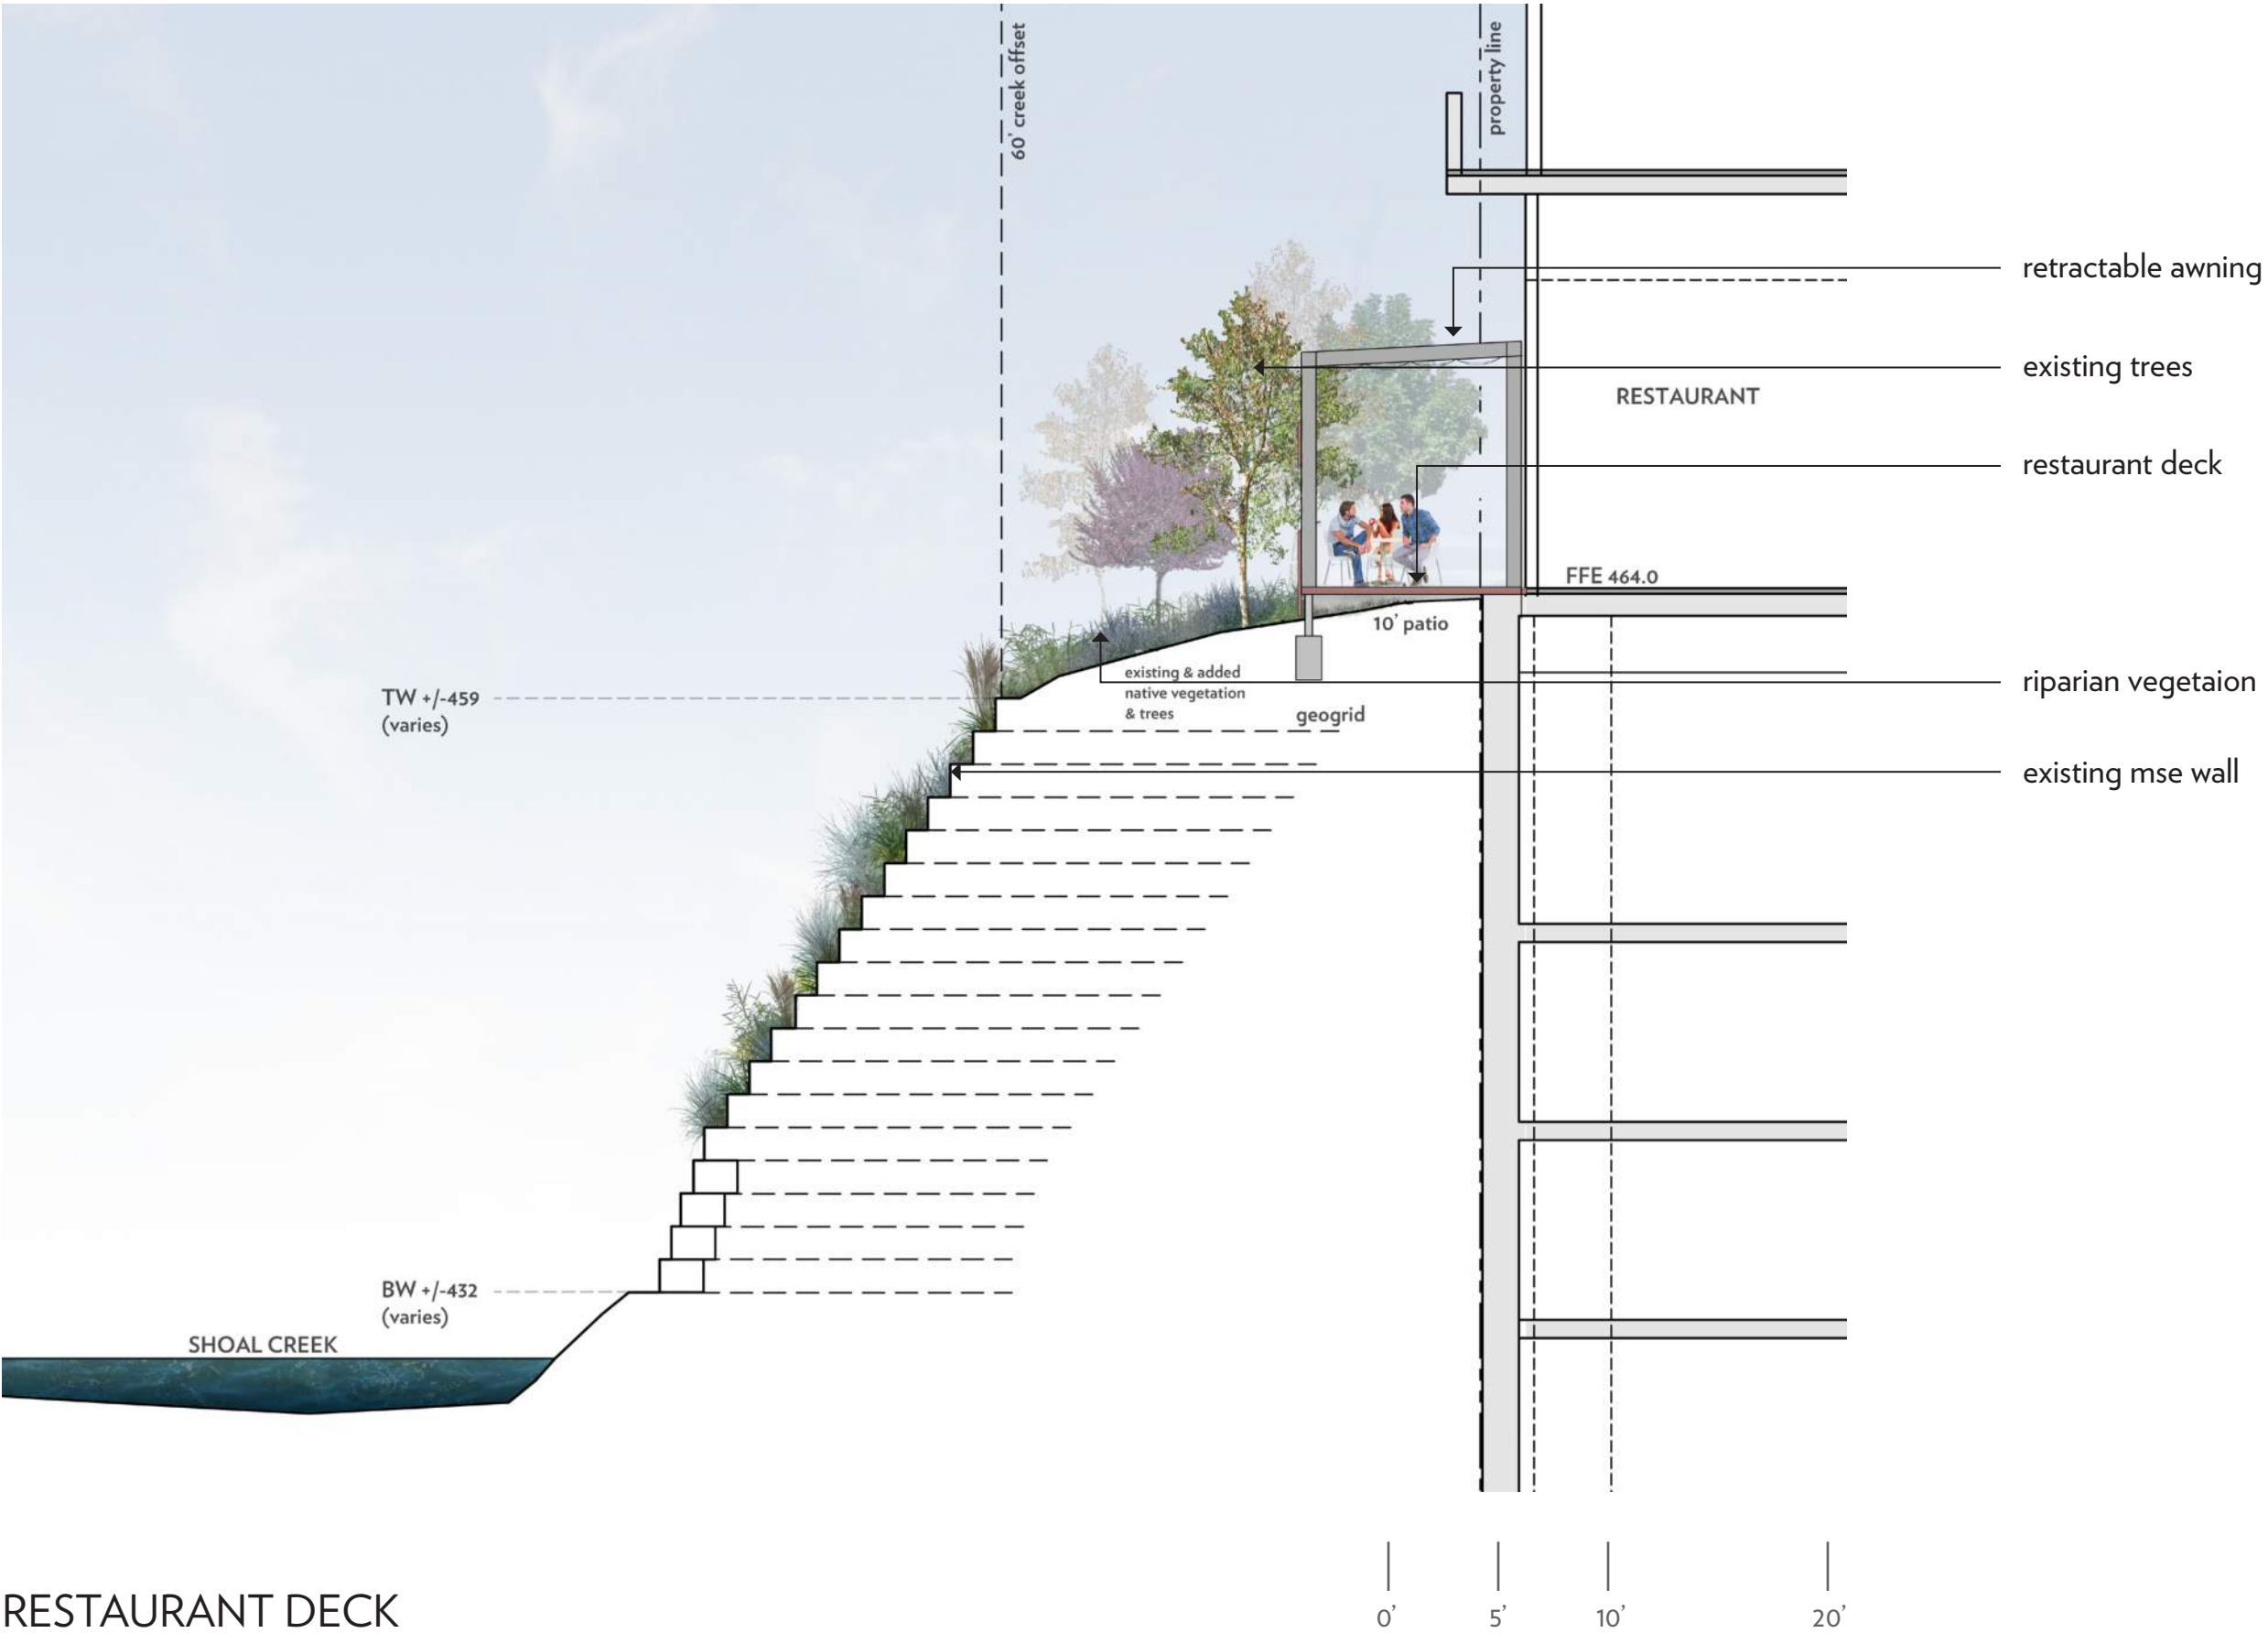 60' creek offset
property line
retractable awning
existing trees
RESTAURANT
restaurant deck
FFE 464.0
10' patio
existing & added
native vegetation
& trees
riparian vegetaion
TW +/-459
(varies)
geogrid
existing mse wall
BW +/-432
(varies)
SHOAL CREEK
RESTAURANT DECK
0' 5' 10' 20'